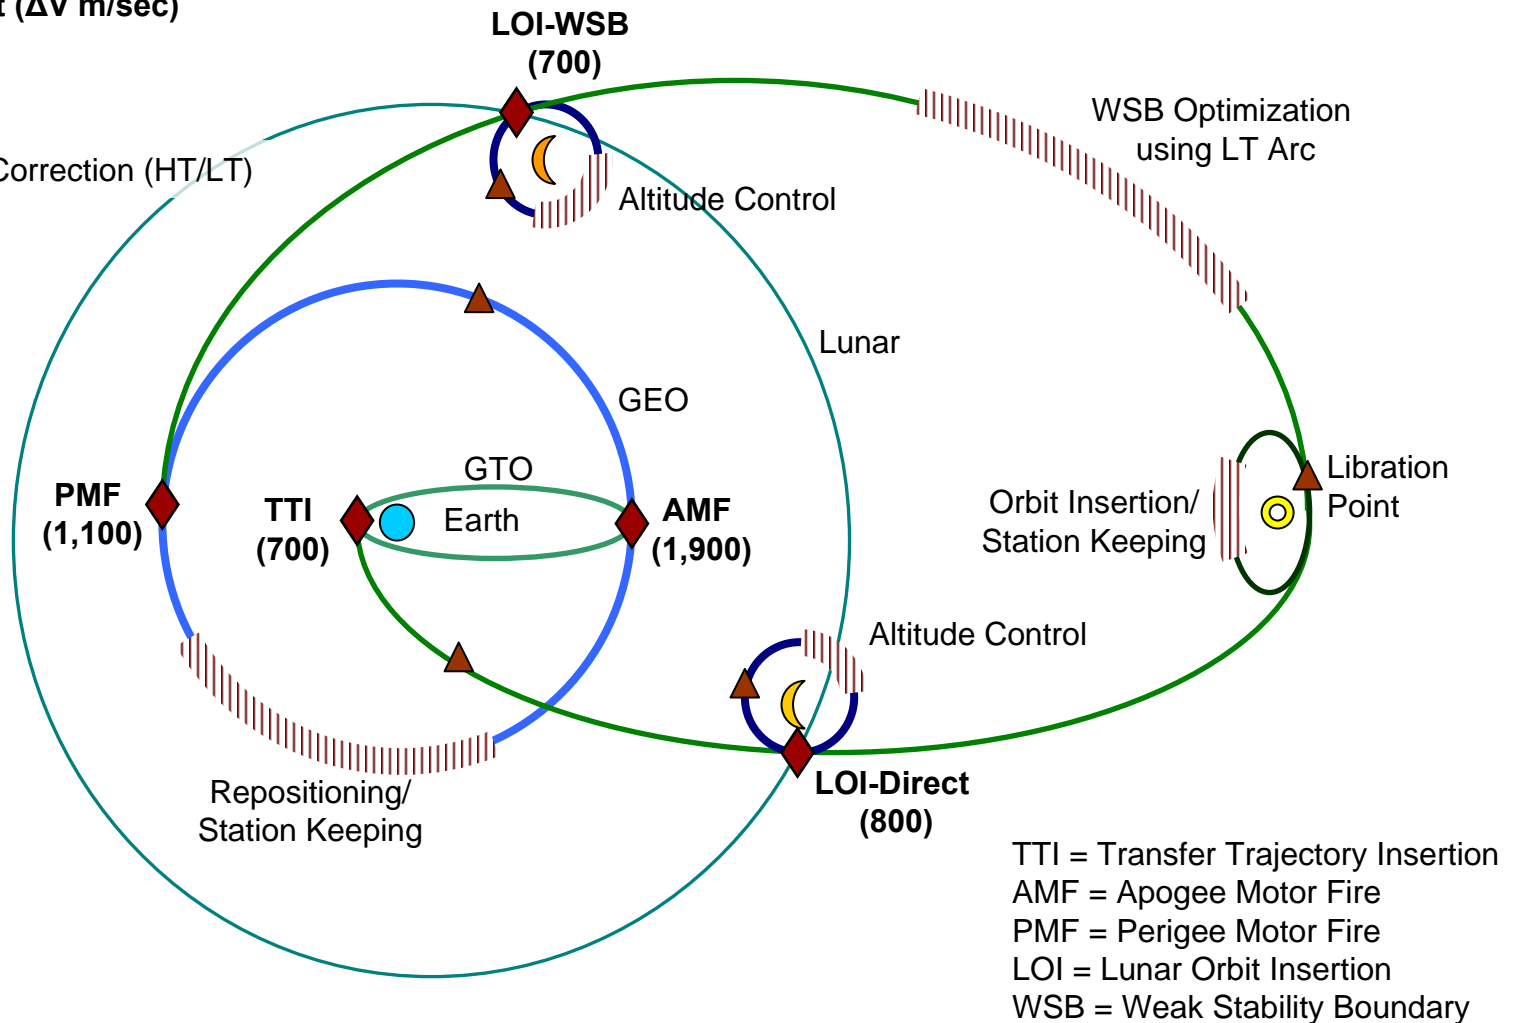 t (ΔV m/sec)
LOI-WSB
(700)
WSB Optimization
using LT Arc
Correction (HT/LT)
Altitude Control
Lunar
GEO
GTO
Earth
PMF
(1,100)
TTI
(700)
AMF
(1,900)
Orbit Insertion/
Station Keeping
Libration
Point
Altitude Control
Repositioning/
Station Keeping
LOI-Direct
(800)
TTI = Transfer Trajectory Insertion
AMF = Apogee Motor Fire
PMF = Perigee Motor Fire
LOI = Lunar Orbit Insertion
WSB = Weak Stability Boundary